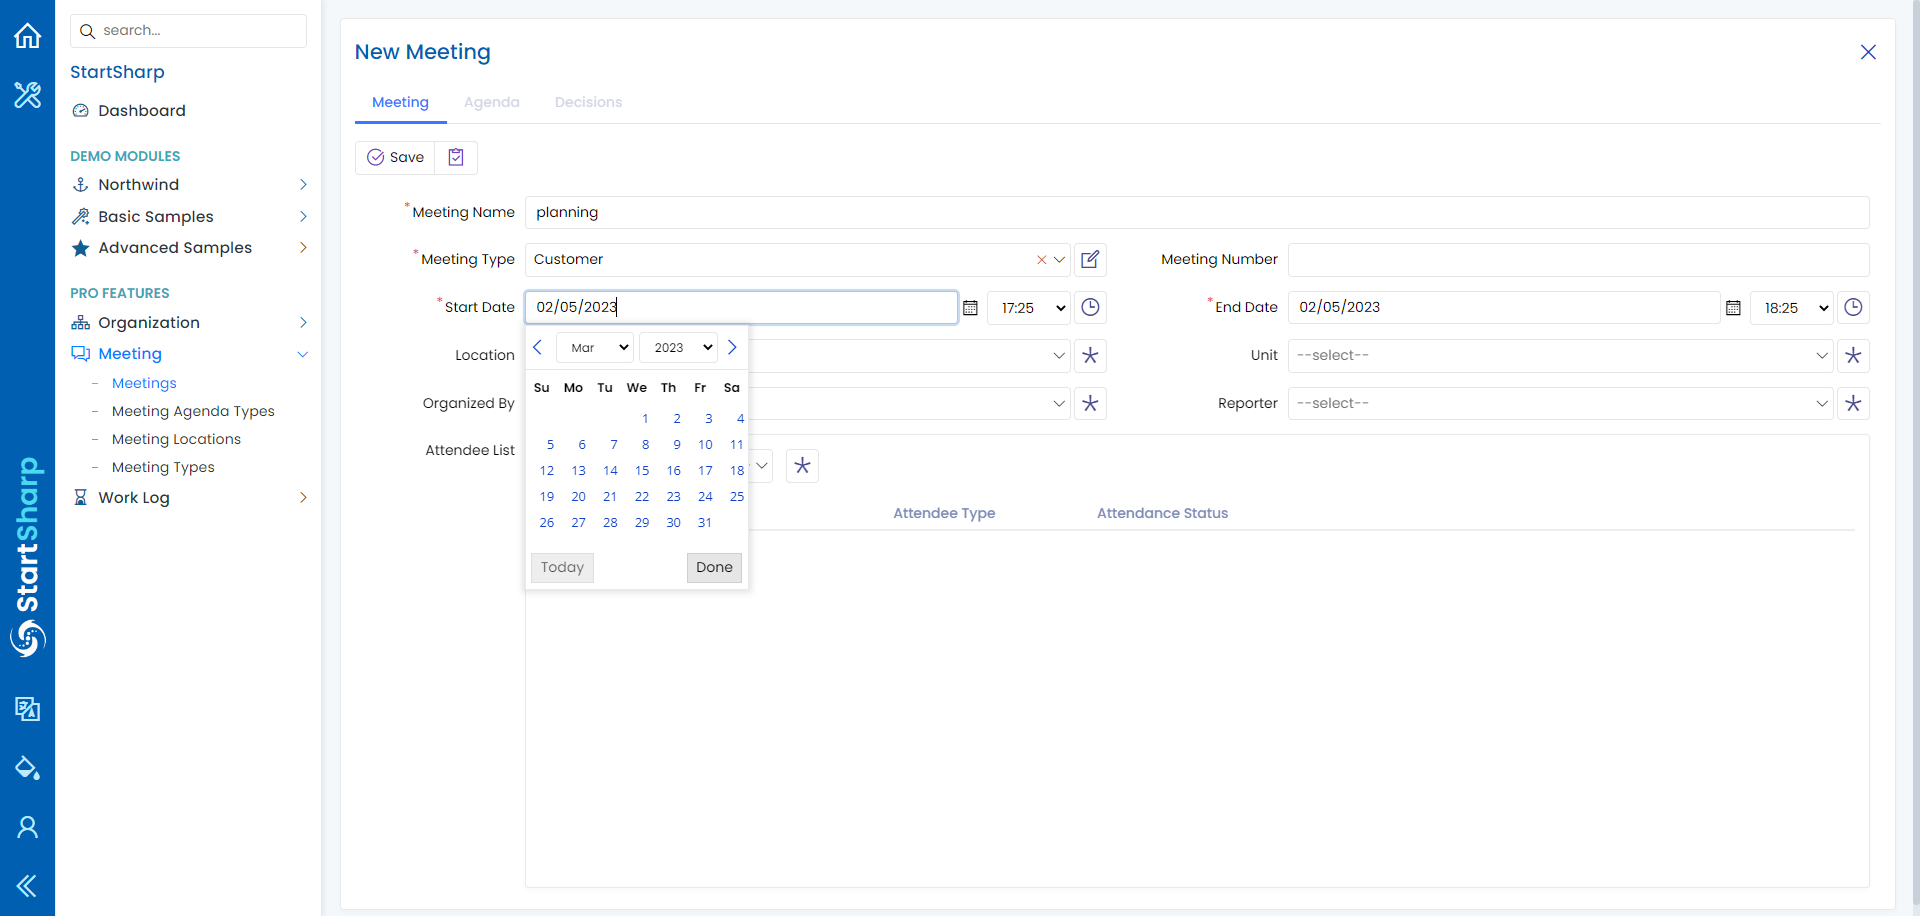 search...
StartSharp
Dashboard
DEMO MODULES
Northwind
Basic Samples
Advanced Samples
PRO FEATURES
Organization
Meeting
- Meetings
- Meeting Agenda Types
- Meeting Locations
- Meeting Types
Work Log
StartSharp
New Meeting
Meeting Agenda Decisions
Save
*Meeting Name planning
*Meeting Type Customer Meeting Number
*Start Date 02/05/2023 17:25 *End Date 02/05/2023 18:25
Location Unit --select--
Organized By Reporter --select--
Attendee List
Attendee Type Attendance Status
Mar 2023
Su Mo Tu We Th Fr Sa
1 2 3 4
5 6 7 8 9 10 11
12 13 14 15 16 17 18
19 20 21 22 23 24 25
26 27 28 29 30 31
Today Done